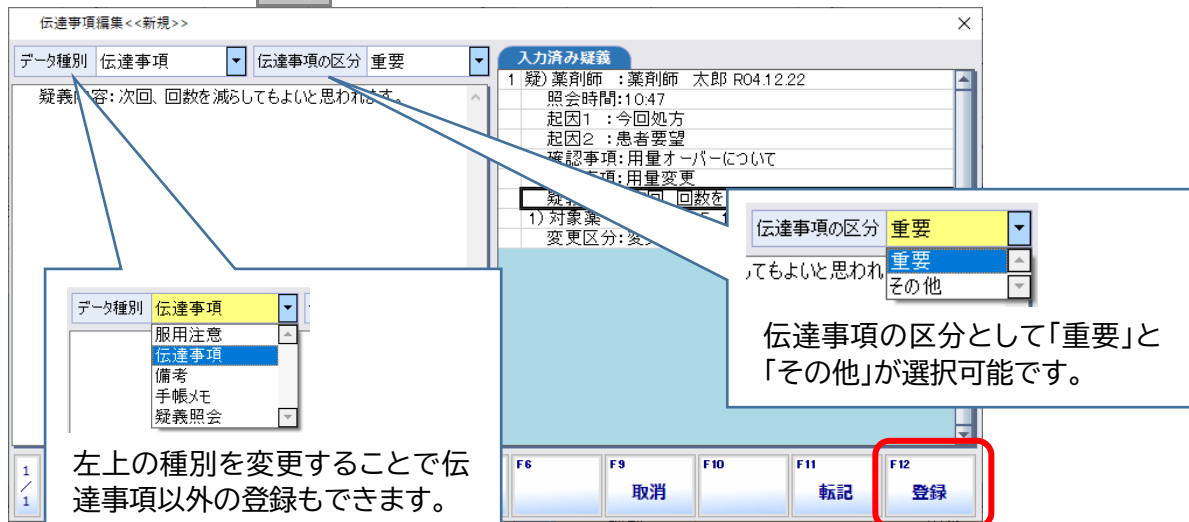 伝達事項編集<<新規>>
データ種別 伝達事項 伝達事項の区分 重要
疑義内容:次回、回数を減らしてもよいと思われます。
入力済み疑義
1 疑)薬剤師 :薬剤師 太郎 R04.12.22
照会時間:10:47
起因1 :今回処方
起因2 :患者要望
確認事項:用量オーバーについて
事項:用量変更
疑義 回、回数を
1)対象薬
変更区分:変
伝達事項の区分 重要
重要
その他
てもよいと思われ
伝達事項の区分として「重要」と
「その他」が選択可能です。
データ種別 伝達事項
服用注意
伝達事項
備考
手帳メモ
疑義照会
左上の種別を変更することで伝
達事項以外の登録もできます。
1/1
F6
F9 取消
F10
F11 転記
F12 登録